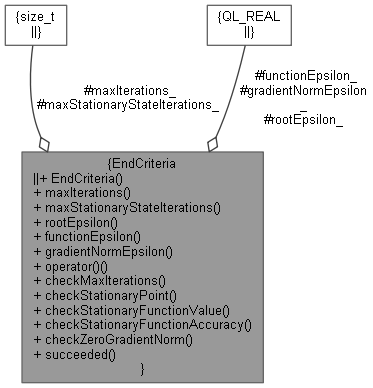 {size_t
||}
{QL_REAL
||}
#maxIterations_
#maxStationaryStateIterations_
#functionEpsilon_
#gradientNormEpsilon
_
#rootEpsilon_
{EndCriteria
||+ EndCriteria()
+ maxIterations()
+ maxStationaryStateIterations()
+ rootEpsilon()
+ functionEpsilon()
+ gradientNormEpsilon()
+ operator()()
+ checkMaxIterations()
+ checkStationaryPoint()
+ checkStationaryFunctionValue()
+ checkStationaryFunctionAccuracy()
+ checkZeroGradientNorm()
+ succeeded()
}